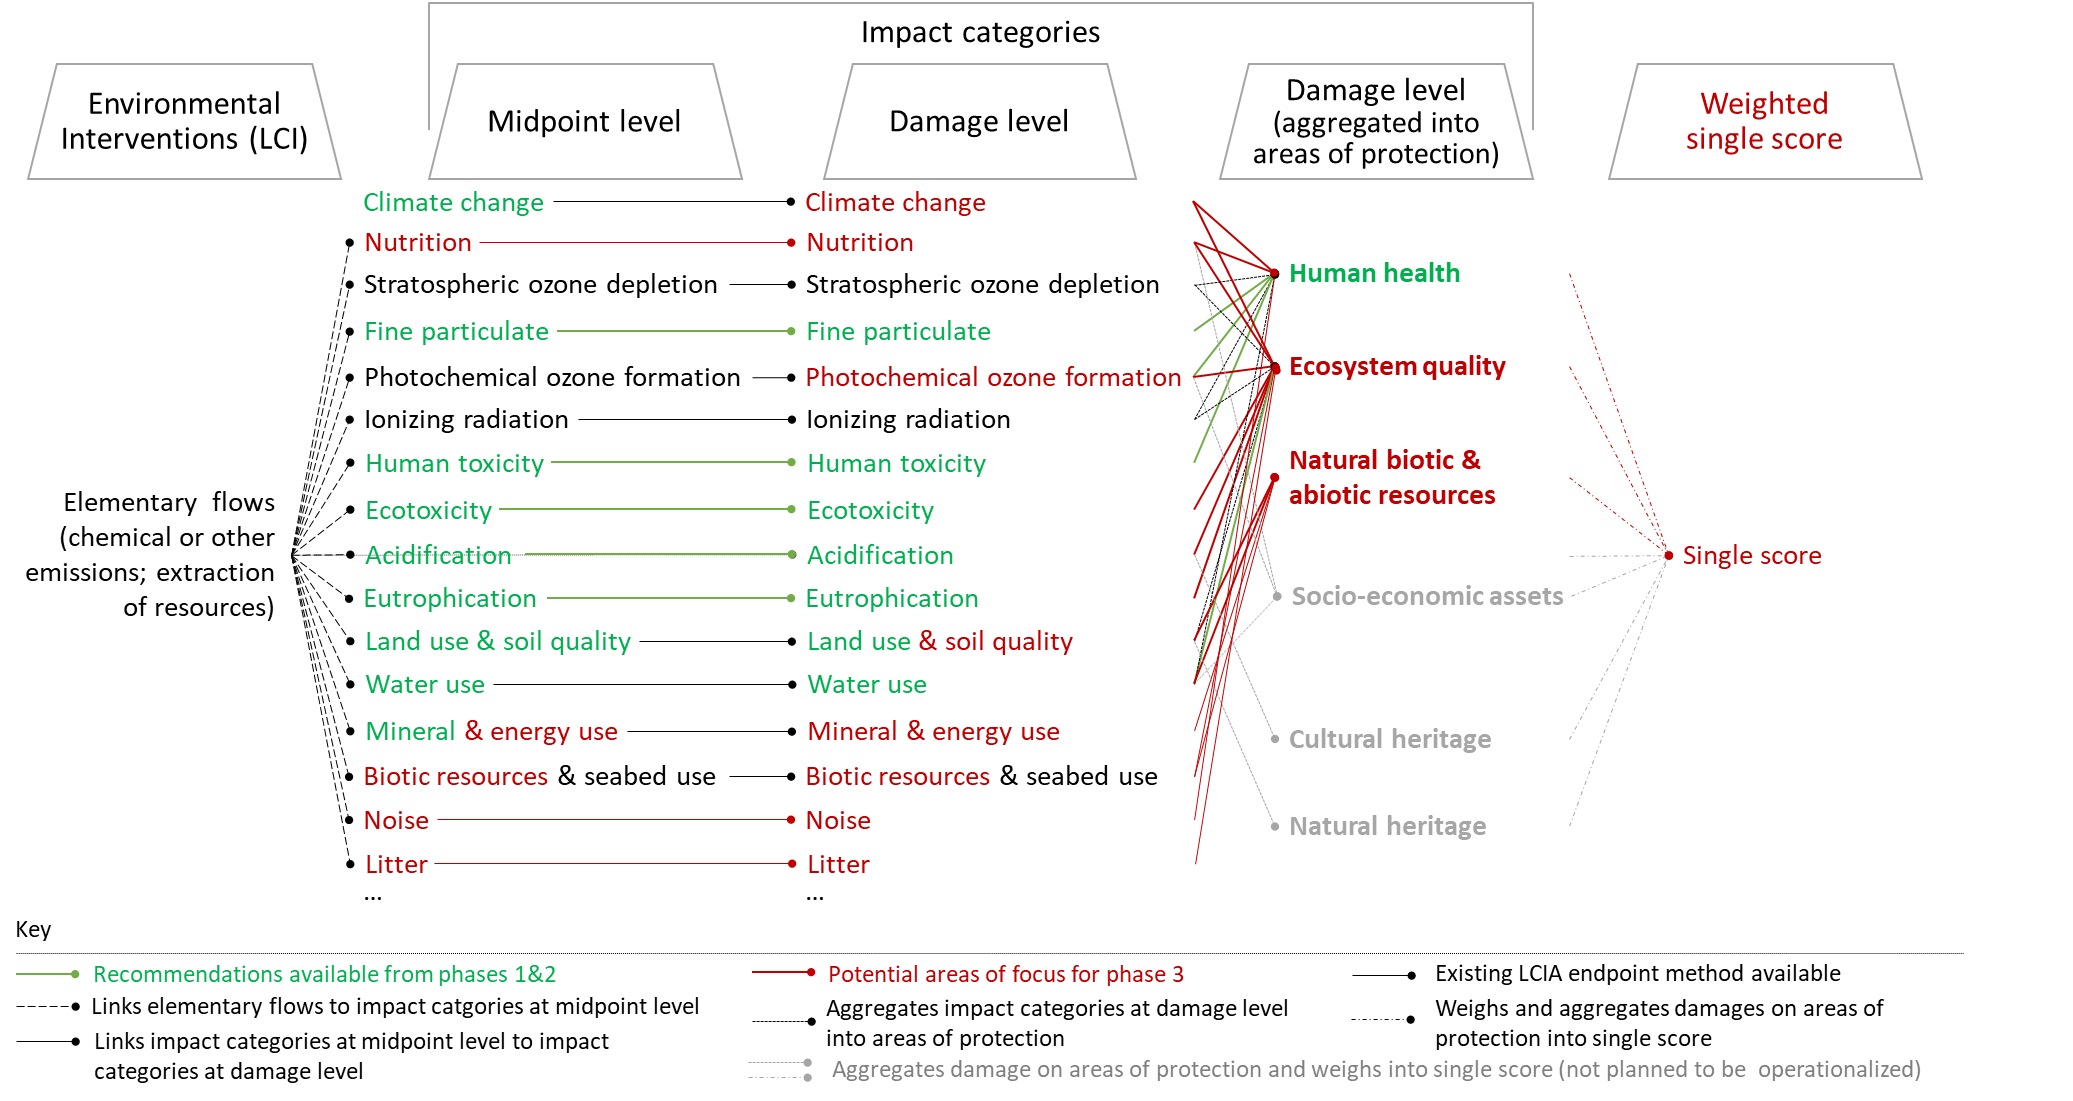 Impact categories
Environmental
Interventions (LCI)
Midpoint level
Damage level
Damage level
(aggregated into
areas of protection)
Weighted
single score
Climate change
Nutrition
Stratospheric ozone depletion
Fine particulate
Photochemical ozone formation
Ionizing radiation
Human toxicity
Ecotoxicity
Acidification
Eutrophication
Land use & soil quality
Water use
Mineral & energy use
Biotic resources & seabed use
Noise
Litter
...
Elementary flows
(chemical or other
emissions; extraction
of resources)
Climate change
Nutrition
Stratospheric ozone depletion
Fine particulate
Photochemical ozone formation
Ionizing radiation
Human toxicity
Ecotoxicity
Acidification
Eutrophication
Land use & soil quality
Water use
Mineral & energy use
Biotic resources & seabed use
Noise
Litter
...
Human health
Ecosystem quality
Natural biotic &
abiotic resources
Socio-economic assets
Cultural heritage
Natural heritage
Single score
Key
Recommendations available from phases 1&2
Links elementary flows to impact catgories at midpoint level
Links impact categories at midpoint level to impact
categories at damage level
Potential areas of focus for phase 3
Aggregates impact categories at damage level
into areas of protection
Existing LCIA endpoint method available
Weighs and aggregates damages on areas of
protection into single score
Aggregates damage on areas of protection and weighs into single score (not planned to be operationalized)